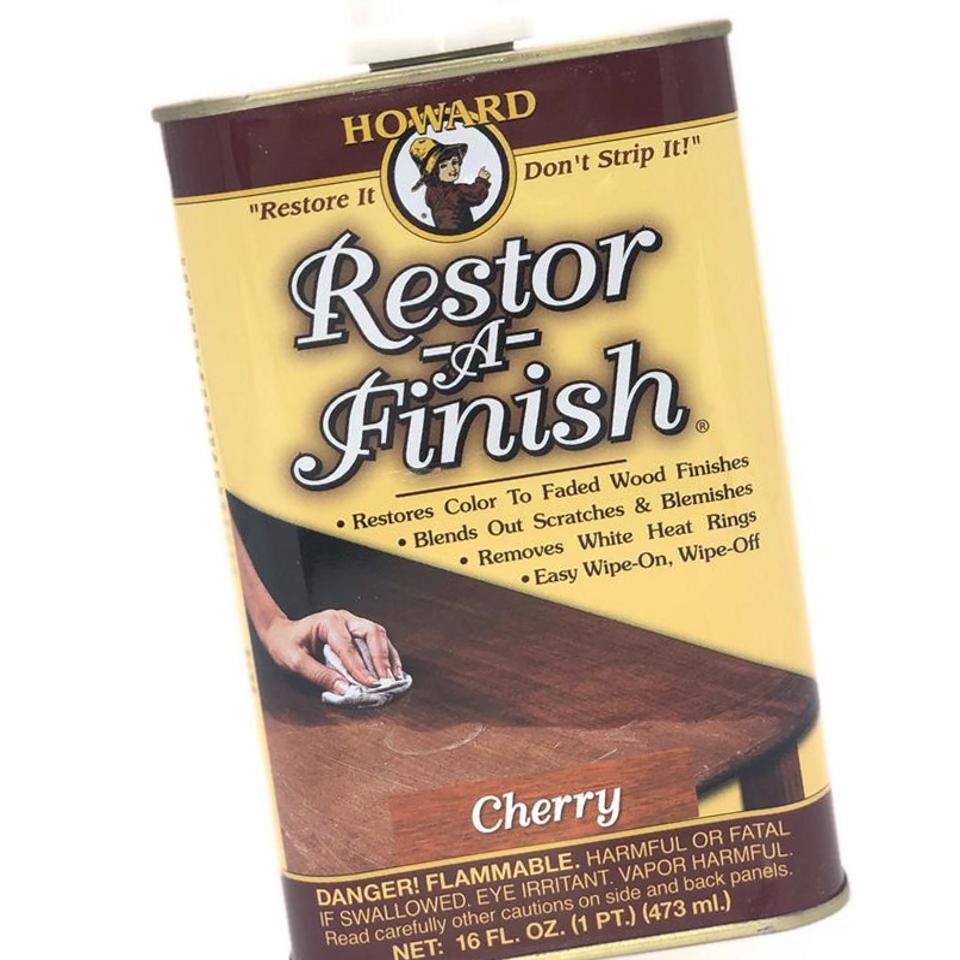 HOWARD
"Restore It Don't Strip It!"
Restor
-A-
Finish®
• Restores Color To Faded Wood Finishes
• Blends Out Scratches & Blemishes
• Removes White Heat Rings
• Easy Wipe-On, Wipe-Off
Cherry
DANGER! FLAMMABLE. HARMFUL OR FATAL
IF SWALLOWED. EYE IRRITANT. VAPOR HARMFUL.
Read carefully other cautions on side and back panels.
NET: 16 FL. OZ. (1 PT.) (473 ml.)